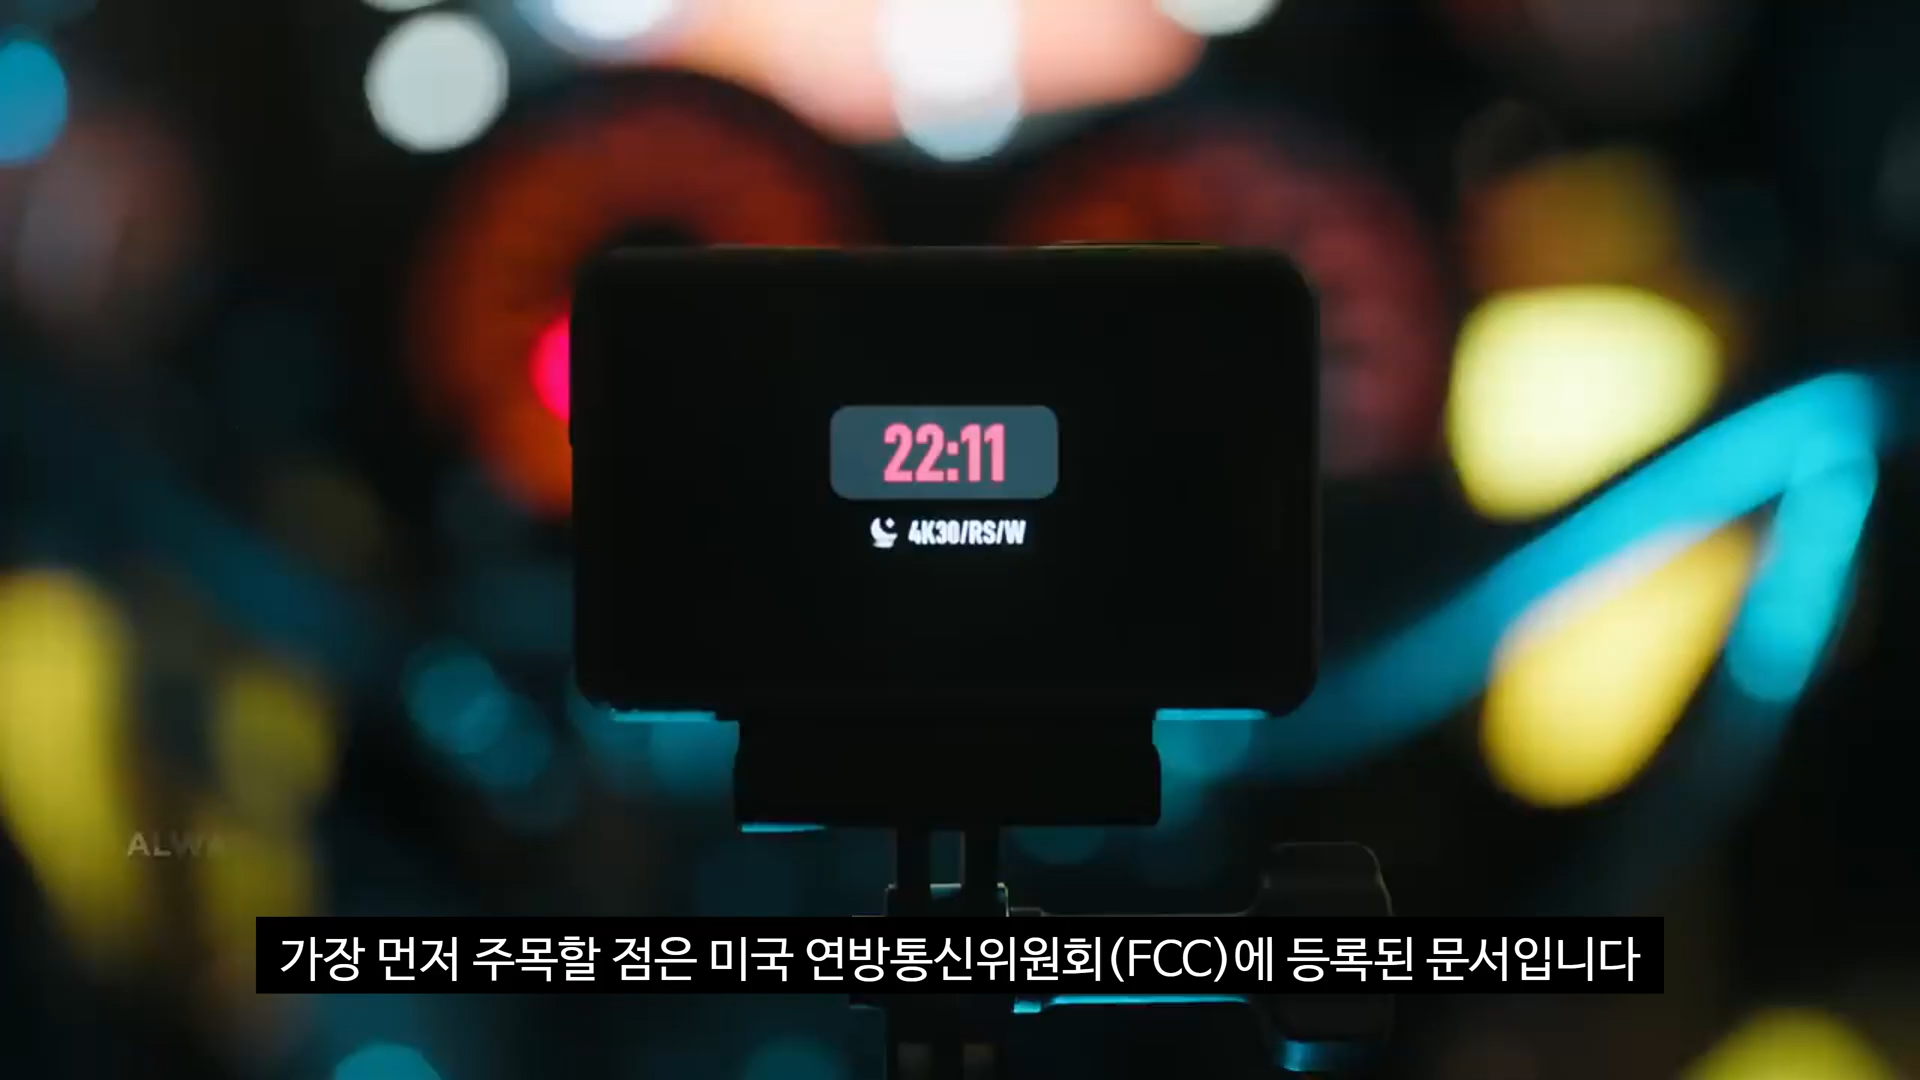 22:11
4K30/RS/W
가장 먼저 주목할 점은 미국 연방통신위원회(FCC)에 등록된 문서입니다